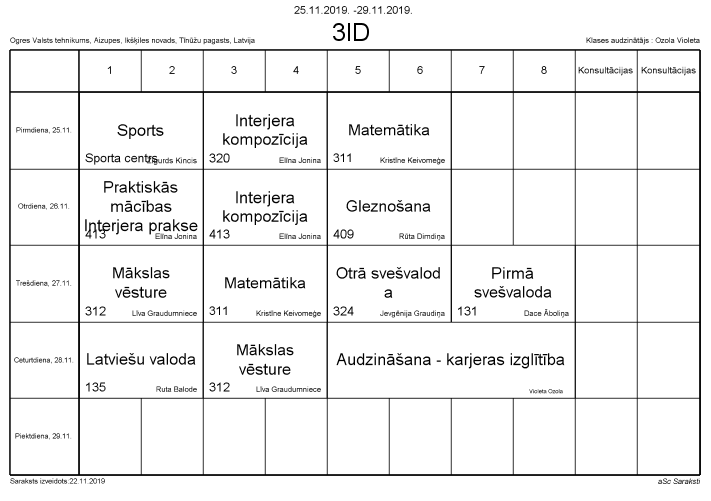 25.11.2019. -29.11.2019.
3ID
Ogres Valsts tehnikums, Aizupes, Ikšķiles novads, Tīnūžu pagasts, Latvija
Klases audzinātājs : Ozola Violeta
1 2 3 4 5 6 7 8 Konsultācijas Konsultācijas
Pirmdiena, 25.11.
Sports
Sporta centrs Zigurds Kincis
Interjera
kompozīcija
320 Elīna Jonina
Matemātika
311 Kristīne Keivomeģe
Otrdiena, 26.11.
Praktiskās
mācības
Interjera prakse
413 Elīna Jonina
Interjera
kompozīcija
413 Elīna Jonina
Gleznošana
409 Rūta Dimdiņa
Trešdiena, 27.11.
Mākslas
vēsture
312 Līva Graudumniece
Matemātika
311 Kristīne Keivomeģe
Otrā svešvalod
a
324 Jevgēnija Graudiņa
Pirmā
svešvaloda
131 Dace Āboliņa
Ceturtdiena, 28.11.
Latviešu valoda
135 Ruta Balode
Mākslas
vēsture
312 Līva Graudumniece
Audzināšana - karjeras izglītība
Violeta Ozola
Piektdiena, 29.11.
Saraksts izveidots:22.11.2019
aSc Saraksti